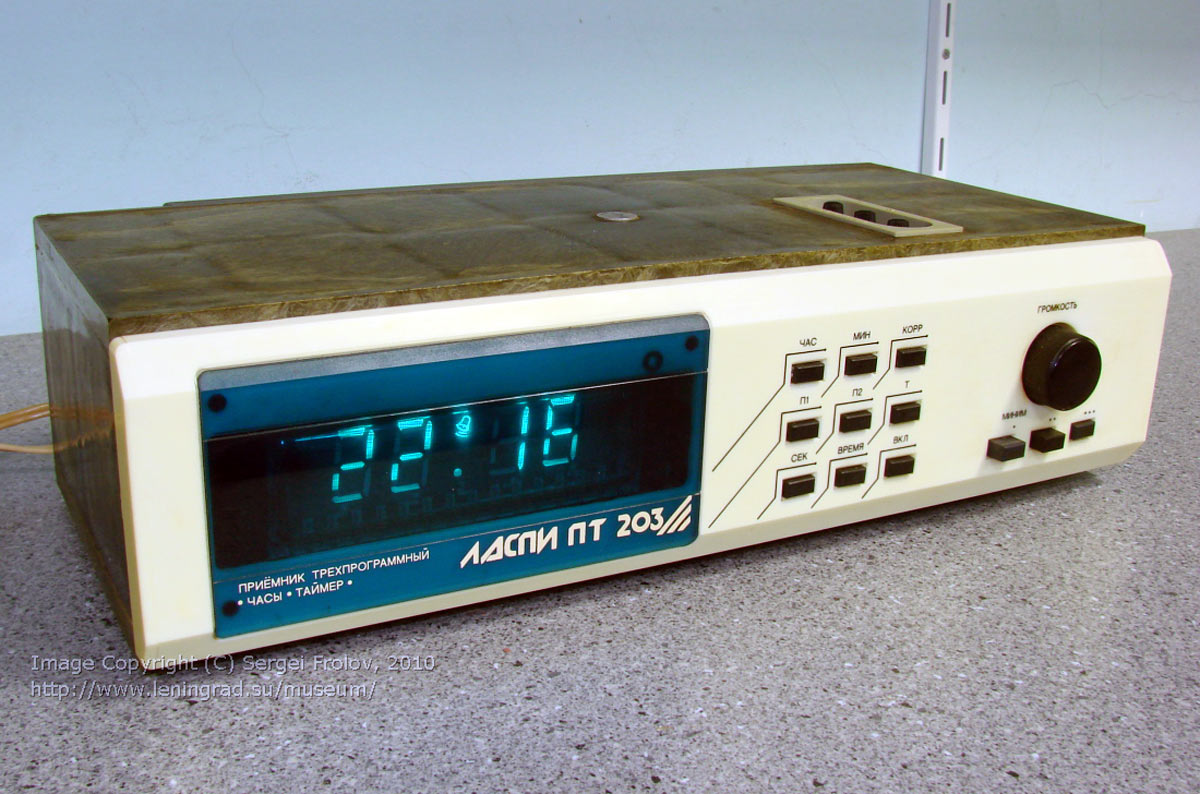 22:16
ЛАСПИ ПТ 203
ПРИЁМНИК ТРЕХПРОГРАММНЫЙ
• ЧАСЫ • ТАЙМЕР •
ЧАС МИН КОРР
П1 П2 Т
СЕК ВРЕМЯ ВКЛ
ГРОМКОСТЬ
МИНИМ
Image Copyright (C) Sergei Frolov, 2010
http://www.leningrad.su/museum/